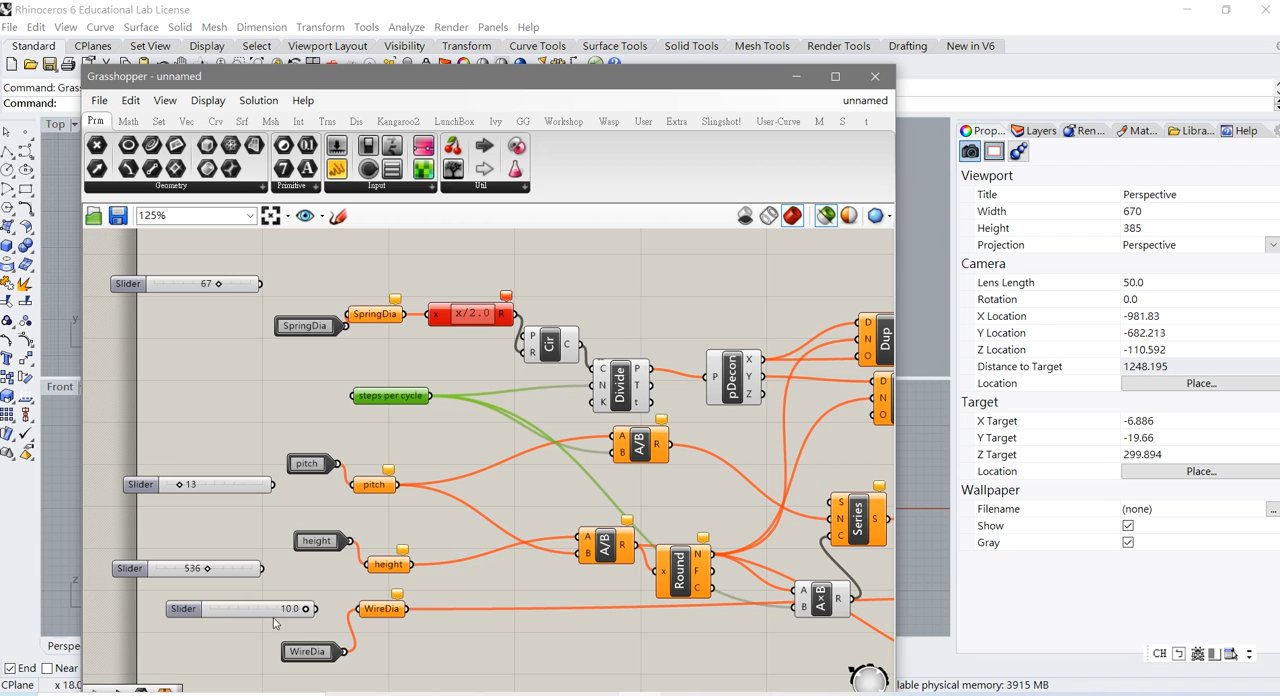 Rhinoceros 6 Educational Lab License
File Edit View Curve Surface Solid Mesh Dimension Transform Tools Analyze Render Panels Help
Standard CPlanes Set View Display Select Viewport Layout Visibility Transform Curve Tools Surface Tools Solid Tools Mesh Tools Render Tools Drafting New in V6
Command: Gras
Command:
Grasshopper - unnamed
File Edit View Display Solution Help unnamed
Prm Math Set Vec Crv Srf Msh Int Trns Dis Kangaroo2 LunchBox Ivy GG Workshop Wasp User Extra Slingshot! User-Curve M S t
Geometry Primitive Input Util
125%
Top
Front
Perspe
Slider 67
SpringDia
SpringDia
x x/2.0 R
P R Cir C
C N K Divide P T t
P pDecon X Y Z
D N O Dup
D N O
steps per cycle
A B A/B R
pitch
pitch
Slider 13
height
height
A B A/B R
x Round N F C
S N C Series S
A B A×B R
Slider 536
Slider 10.0
WireDia
WireDia
Prop... Layers Ren... Mat... Libra... Help
Viewport
Title Perspective
Width 670
Height 385
Projection Perspective
Camera
Lens Length 50.0
Rotation 0.0
X Location -981.83
Y Location -682.213
Z Location -110.592
Distance to Target 1248.195
Location Place...
Target
X Target -6.886
Y Target -19.66
Z Target 299.894
Location Place...
Wallpaper
Filename (none) ...
Show
Gray
CH
End Near
CPlane x 18.0
lable physical memory: 3915 MB